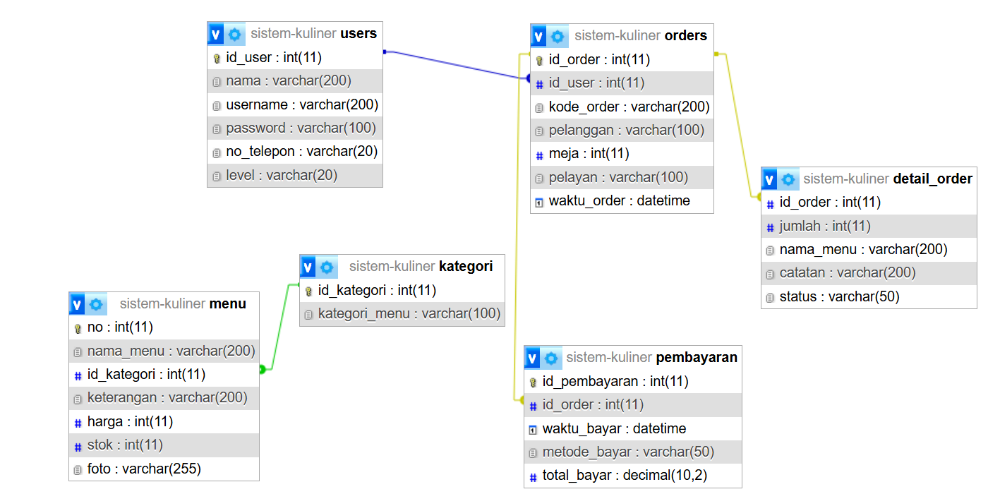 sistem-kuliner users
id_user : int(11)
nama : varchar(200)
username : varchar(200)
password : varchar(100)
no_telepon : varchar(20)
level : varchar(20)
sistem-kuliner orders
id_order : int(11)
id_user : int(11)
kode_order : varchar(200)
pelanggan : varchar(100)
meja : int(11)
pelayan : varchar(100)
waktu_order : datetime
sistem-kuliner detail_order
id_order : int(11)
jumlah : int(11)
nama_menu : varchar(200)
catatan : varchar(200)
status : varchar(50)
sistem-kuliner kategori
id_kategori : int(11)
kategori_menu : varchar(100)
sistem-kuliner menu
no : int(11)
nama_menu : varchar(200)
id_kategori : int(11)
keterangan : varchar(200)
harga : int(11)
stok : int(11)
foto : varchar(255)
sistem-kuliner pembayaran
id_pembayaran : int(11)
id_order : int(11)
waktu_bayar : datetime
metode_bayar : varchar(50)
total_bayar : decimal(10,2)